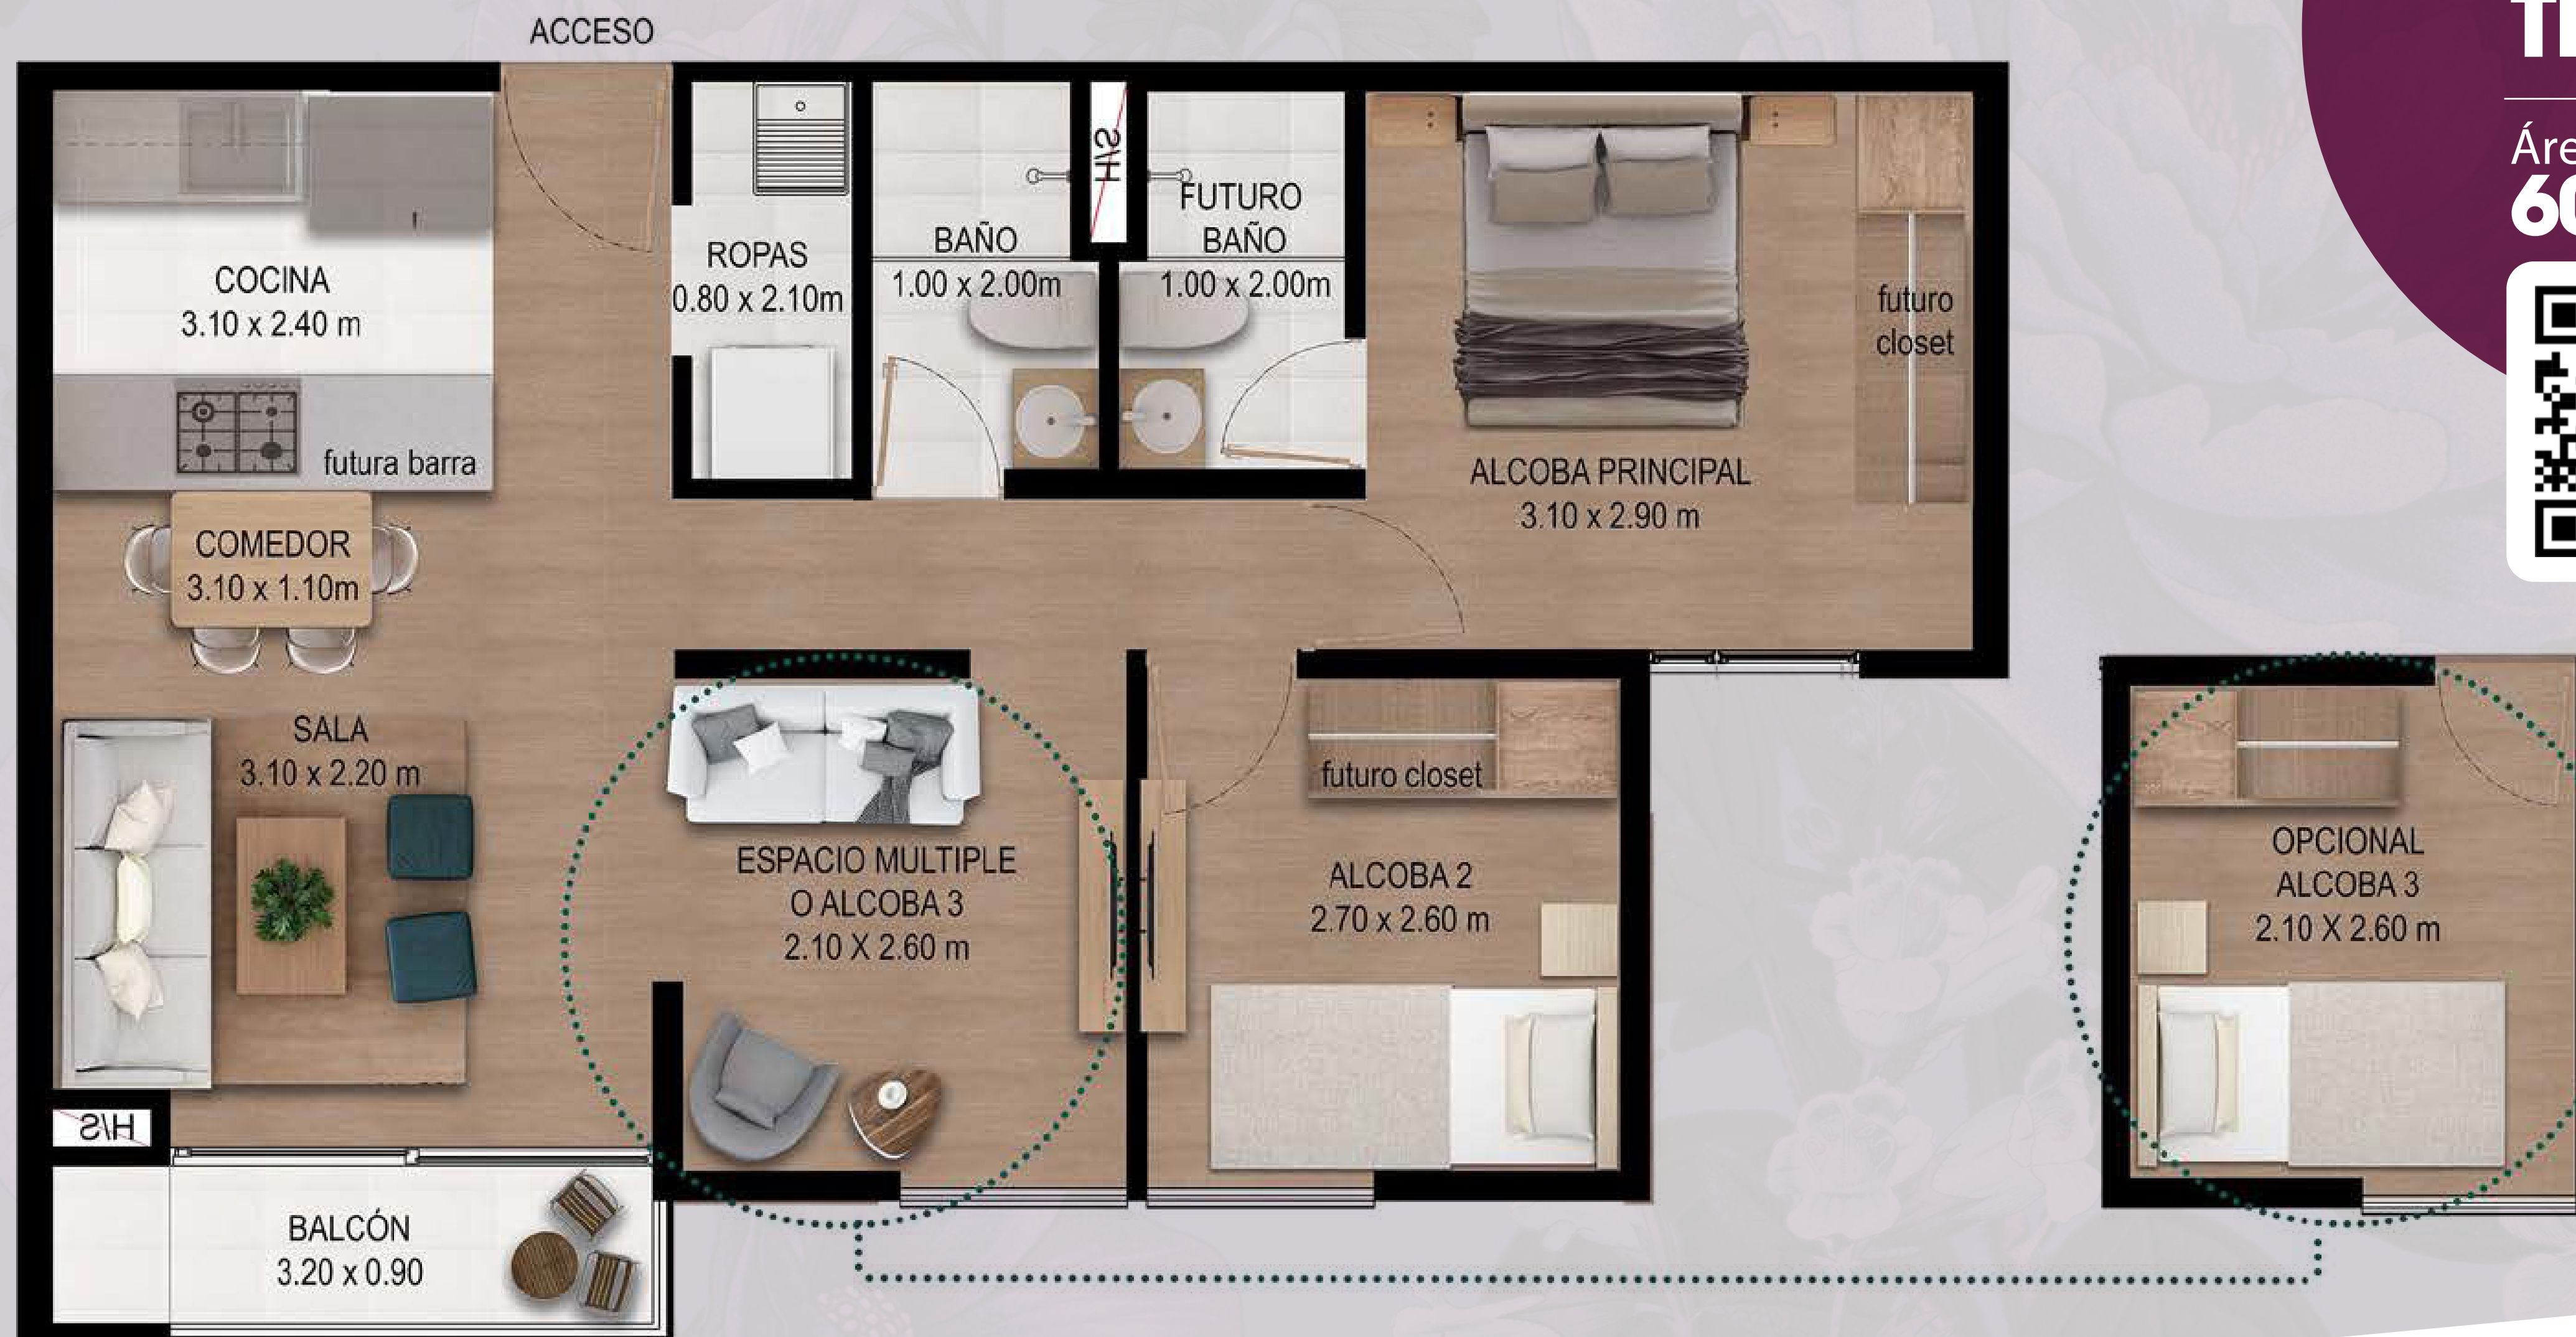 ACCESO
COCINA
3.10 x 2.40 m
futura barra
ROPAS
0.80 x 2.10m
BAÑO
1.00 x 2.00m
H/S
FUTURO
BAÑO
1.00 x 2.00m
ALCOBA PRINCIPAL
3.10 x 2.90 m
futuro
closet
COMEDOR
3.10 x 1.10m
SALA
3.10 x 2.20 m
ESPACIO MULTIPLE
O ALCOBA 3
2.10 X 2.60 m
futuro closet
ALCOBA 2
2.70 x 2.60 m
OPCIONAL
ALCOBA 3
2.10 X 2.60 m
H/S
BALCÓN
3.20 x 0.90